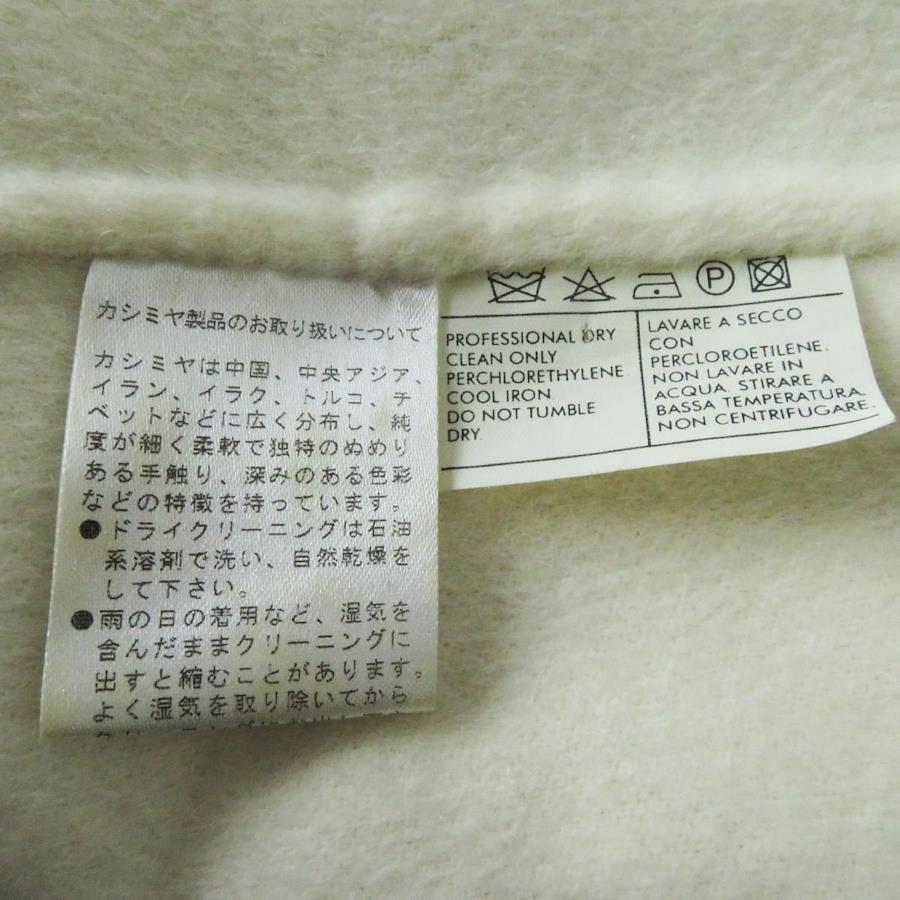 カシミヤ製品のお取り扱いについて
カシミヤは中国、中央アジア、
イラン、イラク、トルコ、チ
ベットなどに広く分布し、純
度が細く柔軟で独特のぬめり
ある手触り、深みのある色彩
などの特徴を持っています。
●ドライクリーニングは石油
系溶剤で洗い、自然乾燥を
して下さい。
●雨の日の着用など、湿気を
含んだままクリーニングに
出すと縮むことがあります。
よく湿気を取り除いてから
P
PROFESSIONAL DRY
CLEAN ONLY
PERCHLORETHYLENE.
COOL IRON
DO NOT TUMBLE
DRY.
LAVARE A SECCO
CON
PERCLOROETILENE.
NON LAVARE IN
ACQUA. STIRARE A
BASSA TEMPERATURA.
NON CENTRIFUGARE.